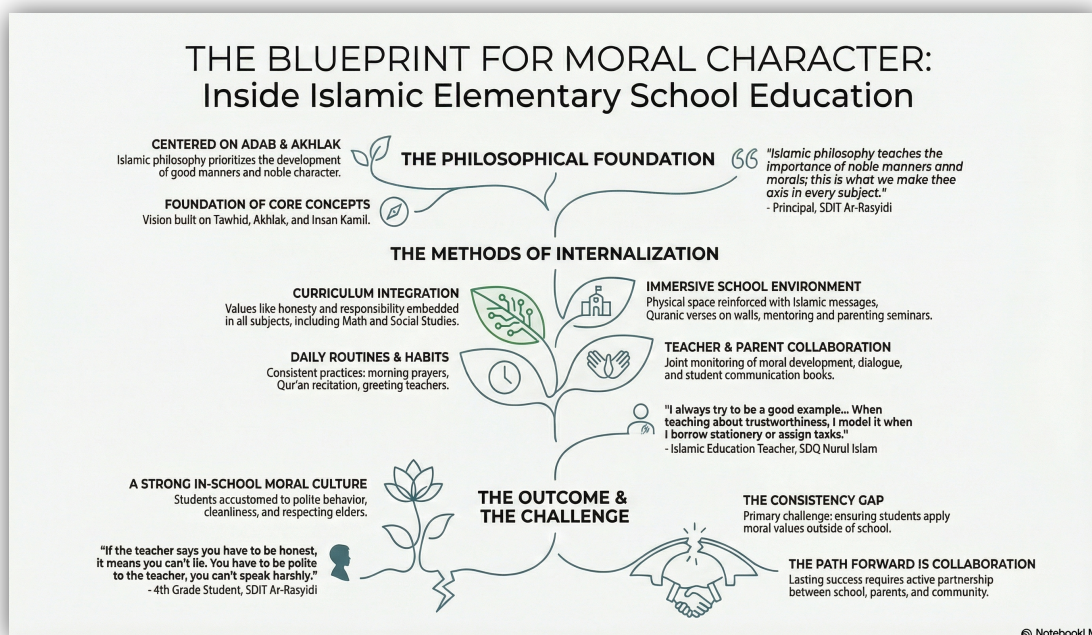 THE BLUEPRINT FOR MORAL CHARACTER:
Inside Islamic Elementary School Education
CENTERED ON ADAB & AKHLAK
Islamic philosophy prioritizes the development
of good manners and noble character.
FOUNDATION OF CORE CONCEPTS
Vision built on Tawhid, Akhlak, and Insan Kamil.
THE PHILOSOPHICAL FOUNDATION
"Islamic philosophy teaches the
importance of noble manners annd
morals; this is what we make thee
axis in every subject."
- Principal, SDIT Ar-Rasyidi
THE METHODS OF INTERNALIZATION
CURRICULUM INTEGRATION
Values like honesty and responsibility embedded
in all subjects, including Math and Social Studies.
DAILY ROUTINES & HABITS
Consistent practices: morning prayers,
Qur'an recitation, greeting teachers.
IMMERSIVE SCHOOL ENVIRONMENT
Physical space reinforced with Islamic messages,
Quranic verses on walls, mentoring and parenting seminars.
TEACHER & PARENT COLLABORATION
Joint monitoring of moral development, dialogue,
and student communication books.
"I always try to be a good example... When
teaching about trustworthiness, I model it when
I borrow stationery or assign taxks."
- Islamic Education Teacher, SDQ Nurul Islam
THE OUTCOME &
THE CHALLENGE
A STRONG IN-SCHOOL MORAL CULTURE
Students accustomed to polite behavior,
cleanliness, and respecting elders.
"If the teacher says you have to be honest,
it means you can't lie. You have to be polite
to the teacher, you can't speak harshly."
- 4th Grade Student, SDIT Ar-Rasyidi
THE CONSISTENCY GAP
Primary challenge: ensuring students apply
moral values outside of school.
THE PATH FORWARD IS COLLABORATION
Lasting success requires active partnership
between school, parents, and community.